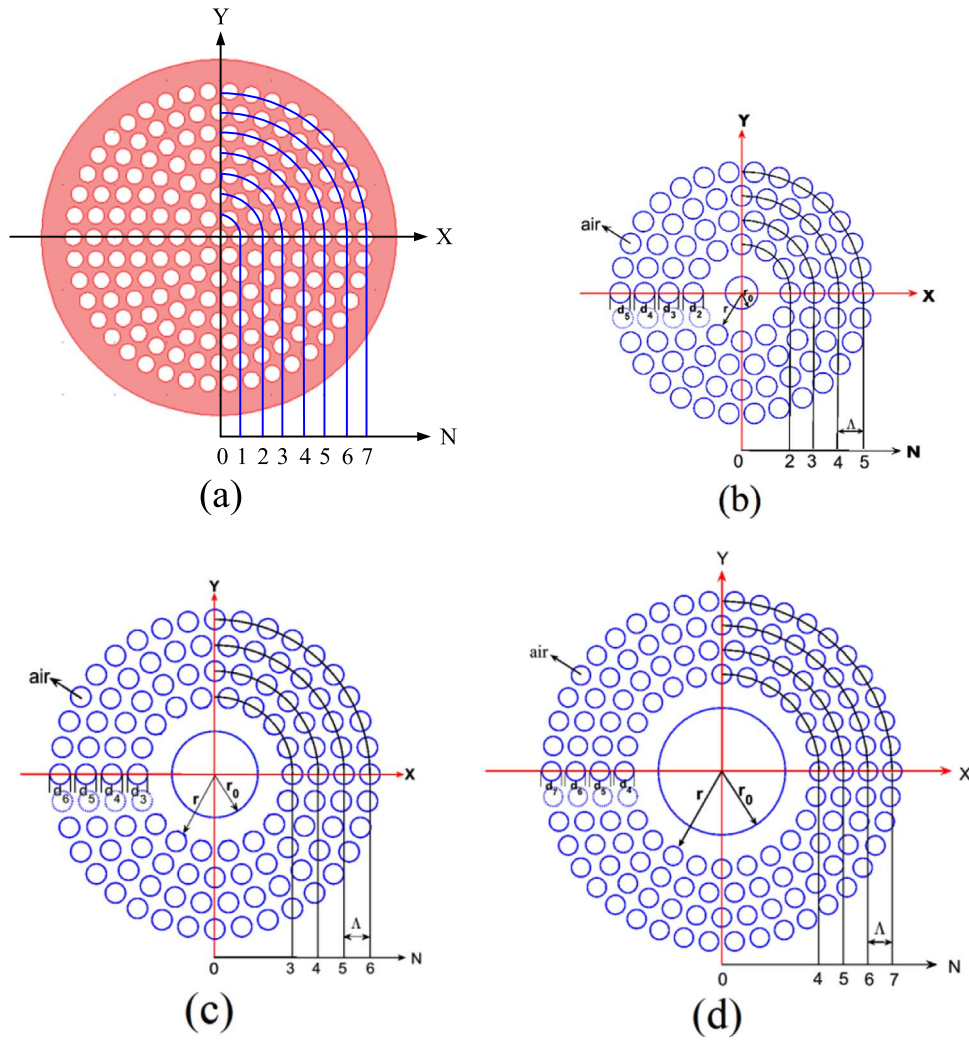 Y
X
0 1 2 3 4 5 6 7 N
(a)
Y
air
r₀
X
d₅ d₄ d₃ d₂
r
Λ
0 2 3 4 5
N
(b)
Y
air
X
d₆ d₅ d₄ d₃
r r₀
Λ
N
0 3 4 5 6
(c)
Y
air
X
d₇ d₆ d₅ d₄
r r₀
Λ
N
0 4 5 6 7
(d)